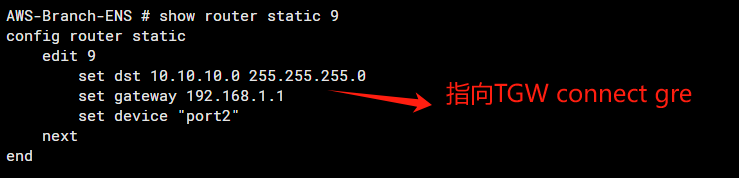 AWS-Branch-ENS # show router static 9
config router static
    edit 9
        set dst 10.10.10.0 255.255.255.0
        set gateway 192.168.1.1
        set device "port2"
    next
end
指向TGW connect gre